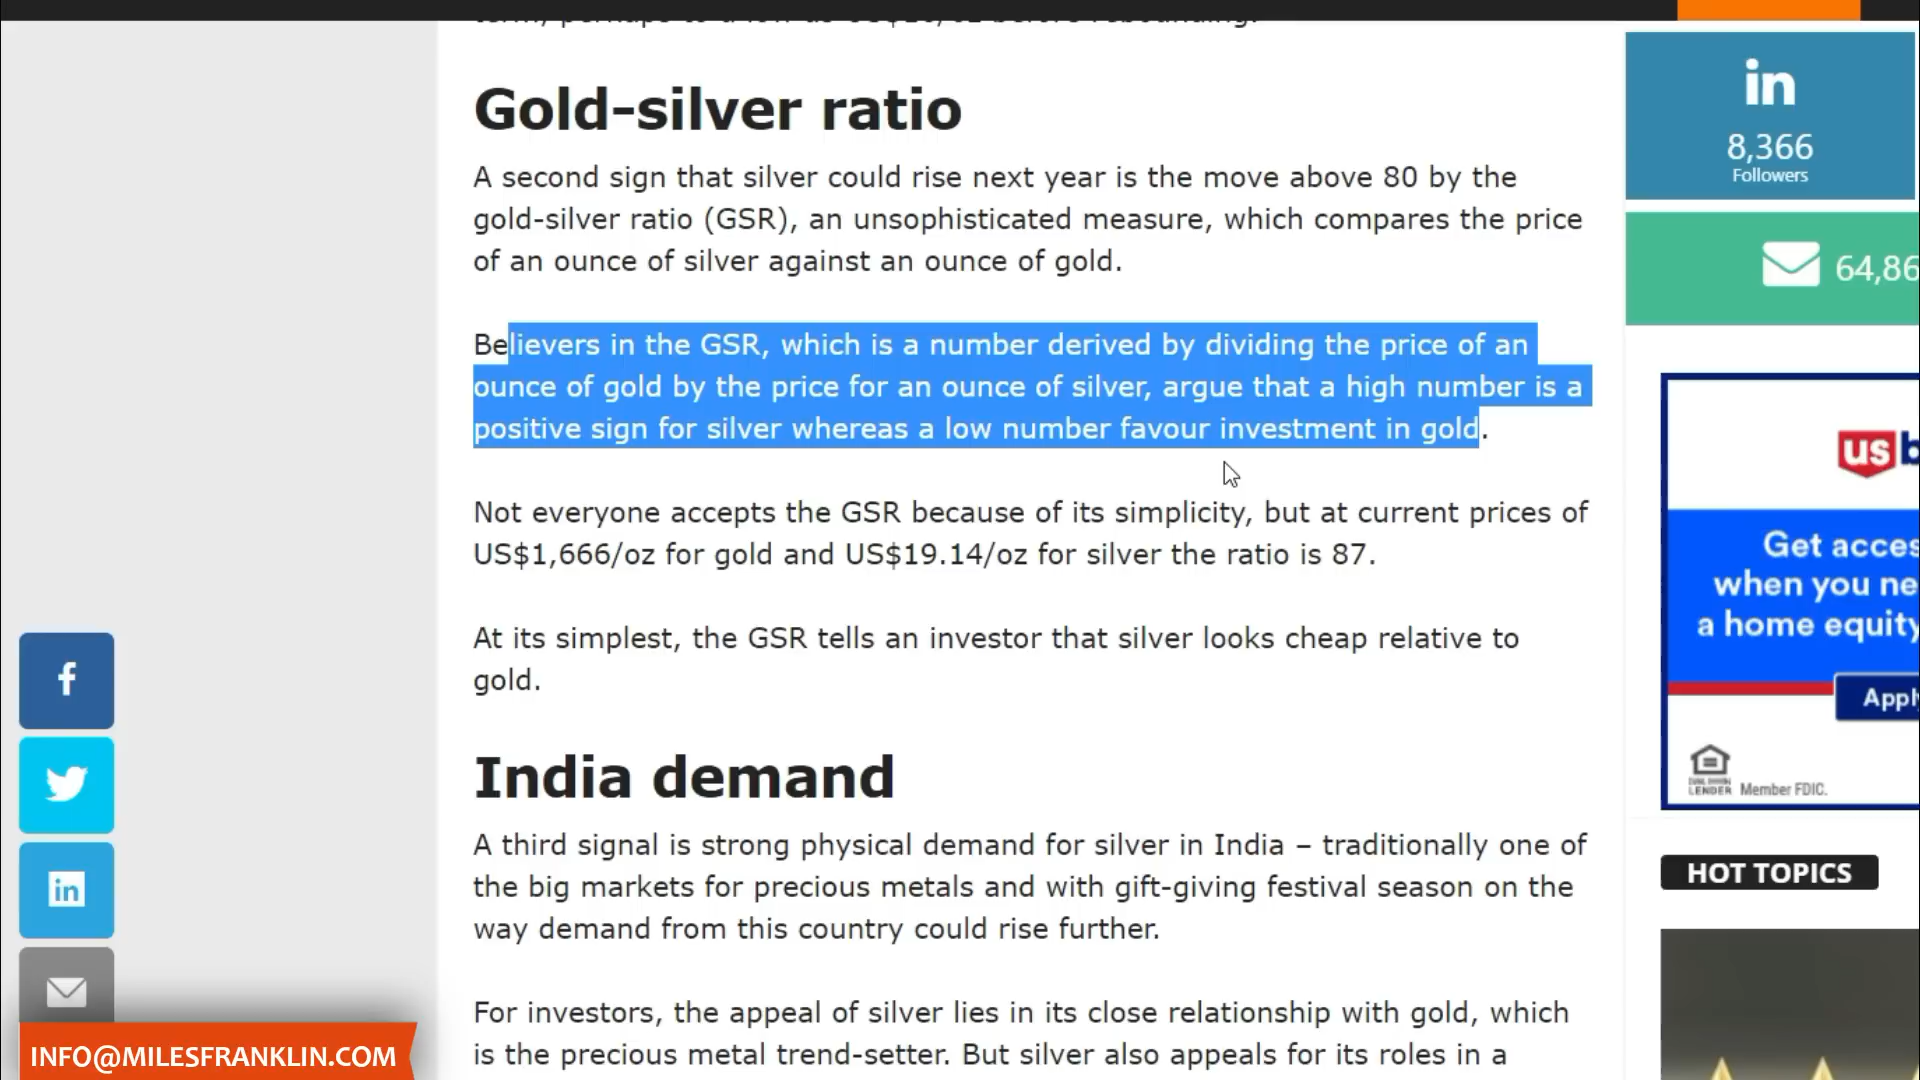 Gold-silver ratio
A second sign that silver could rise next year is the move above 80 by the
gold-silver ratio (GSR), an unsophisticated measure, which compares the price
of an ounce of silver against an ounce of gold.
Believers in the GSR, which is a number derived by dividing the price of an
ounce of gold by the price for an ounce of silver, argue that a high number is a
positive sign for silver whereas a low number favour investment in gold.
Not everyone accepts the GSR because of its simplicity, but at current prices of
US$1,666/oz for gold and US$19.14/oz for silver the ratio is 87.
At its simplest, the GSR tells an investor that silver looks cheap relative to
gold.
India demand
A third signal is strong physical demand for silver in India – traditionally one of
the big markets for precious metals and with gift-giving festival season on the
way demand from this country could rise further.
For investors, the appeal of silver lies in its close relationship with gold, which
is the precious metal trend-setter. But silver also appeals for its roles in a
f
in
INFO@MILESFRANKLIN.COM
in
8,366
Followers
64,86
us b
Get acces
when you ne
a home equity
Apply
LENDER
Member FDIC.
HOT TOPICS